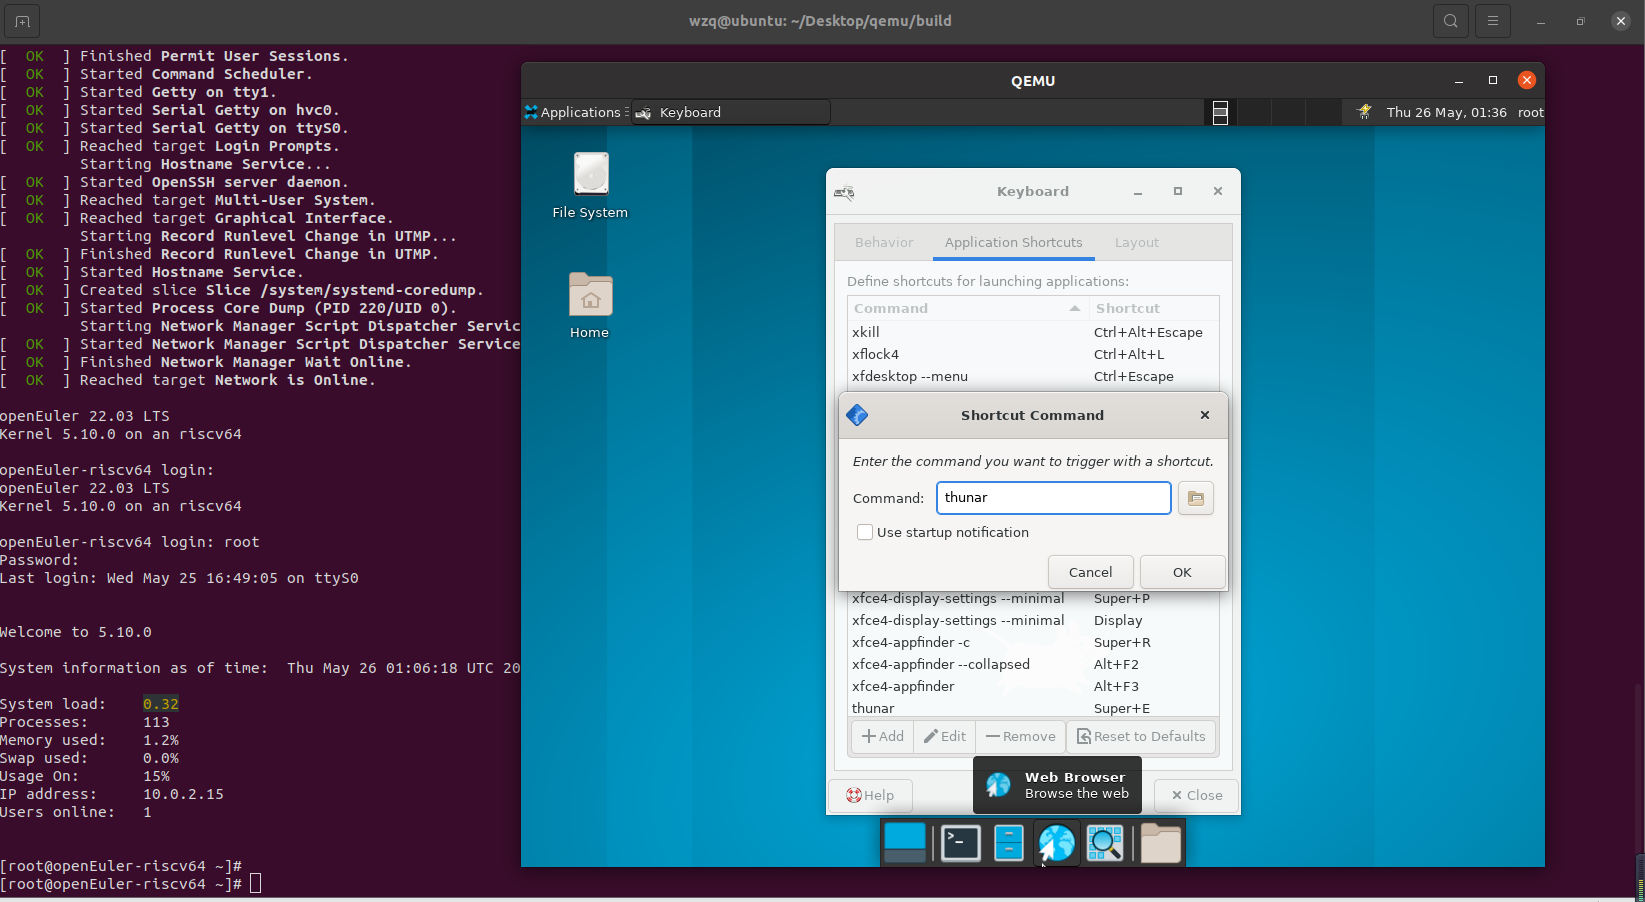 wzq@ubuntu: ~/Desktop/qemu/build
[  OK  ] Finished Permit User Sessions.
[  OK  ] Started Command Scheduler.
[  OK  ] Started Getty on tty1.
[  OK  ] Started Serial Getty on hvc0.
[  OK  ] Started Serial Getty on ttyS0.
[  OK  ] Reached target Login Prompts.
Starting Hostname Service...
[  OK  ] Started OpenSSH server daemon.
[  OK  ] Reached target Multi-User System.
[  OK  ] Reached target Graphical Interface.
Starting Record Runlevel Change in UTMP...
[  OK  ] Finished Record Runlevel Change in UTMP.
[  OK  ] Started Hostname Service.
[  OK  ] Created slice Slice /system/systemd-coredump.
[  OK  ] Started Process Core Dump (PID 220/UID 0).
Starting Network Manager Script Dispatcher Servic
[  OK  ] Started Network Manager Script Dispatcher Service
[  OK  ] Finished Network Manager Wait Online.
[  OK  ] Reached target Network is Online.
openEuler 22.03 LTS
Kernel 5.10.0 on an riscv64
openEuler-riscv64 login:
openEuler 22.03 LTS
Kernel 5.10.0 on an riscv64
openEuler-riscv64 login: root
Password:
Last login: Wed May 25 16:49:05 on ttyS0
Welcome to 5.10.0
System information as of time:  Thu May 26 01:06:18 UTC 20
System load:    0.32
Processes:      113
Memory used:    1.2%
Swap used:      0.0%
Usage On:       15%
IP address:     10.0.2.15
Users online:   1
[root@openEuler-riscv64 ~]#
[root@openEuler-riscv64 ~]#
QEMU
Applications
Keyboard
Thu 26 May, 01:36
root
File System
Home
Keyboard
Behavior
Application Shortcuts
Layout
Define shortcuts for launching applications:
Command Shortcut
xkill Ctrl+Alt+Escape
xflock4 Ctrl+Alt+L
xfdesktop --menu Ctrl+Escape
Shortcut Command
Enter the command you want to trigger with a shortcut.
Command: thunar
Use startup notification
Cancel OK
xfce4-display-settings --minimal Super+P
xfce4-display-settings --minimal Display
xfce4-appfinder -c Super+R
xfce4-appfinder --collapsed Alt+F2
xfce4-appfinder Alt+F3
thunar Super+E
Add Edit Remove Reset to Defaults
Web Browser
Browse the web
Help Close